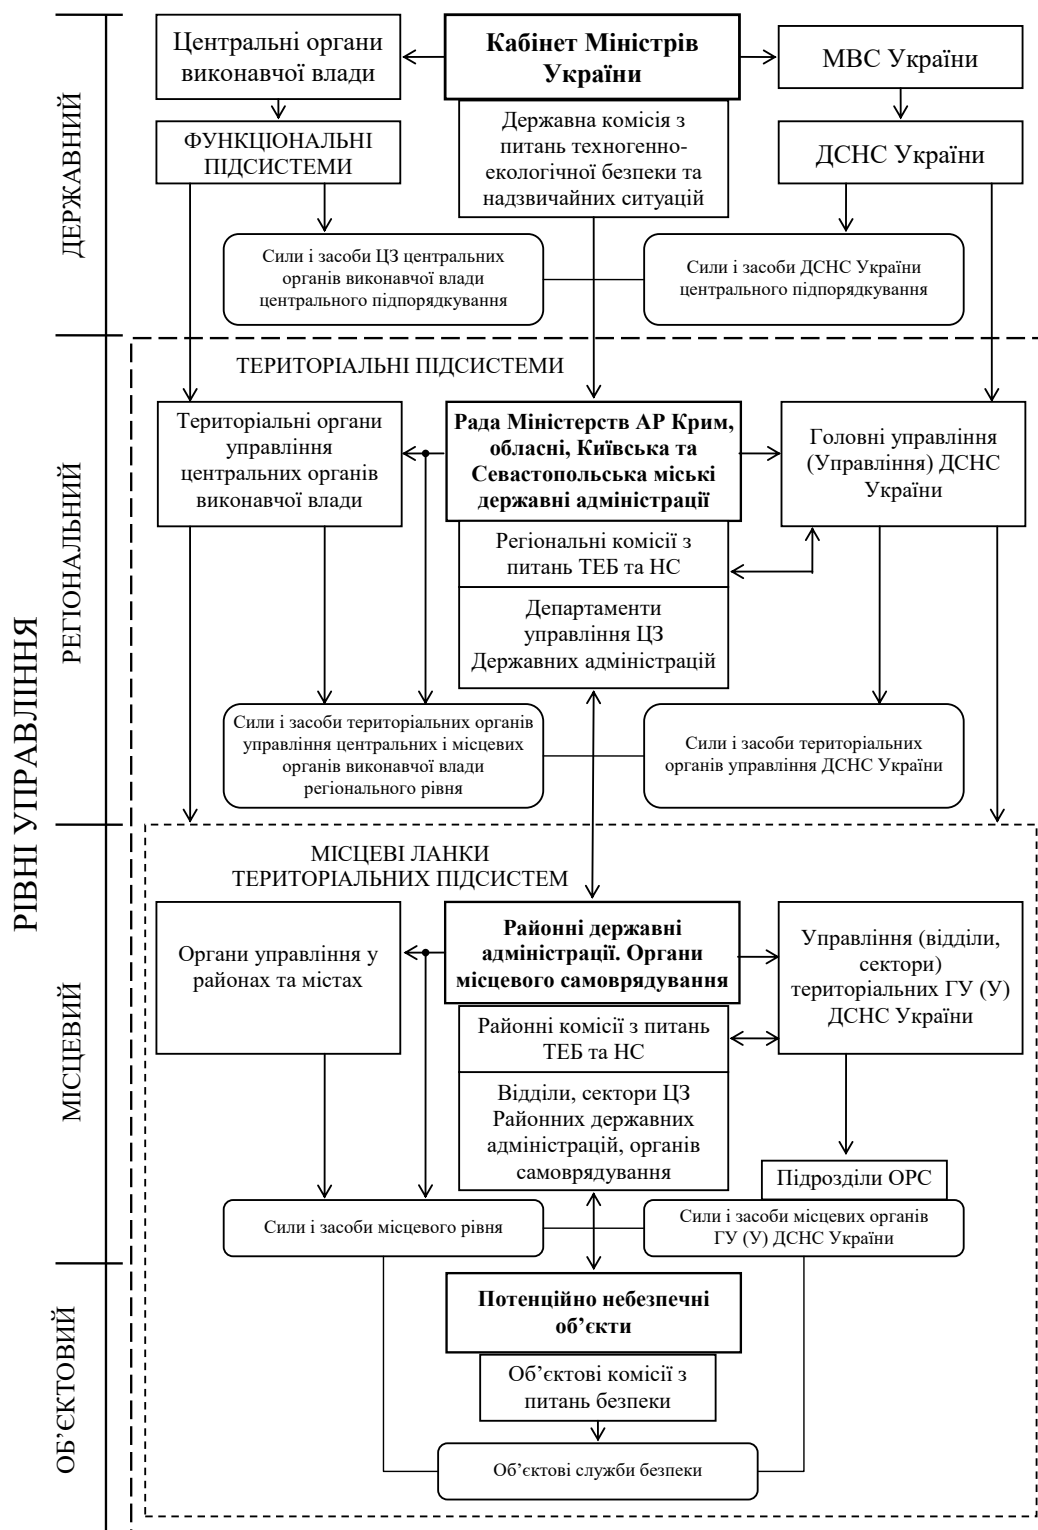 РІВНІ УПРАВЛІННЯ
ДЕРЖАВНИЙ
Центральні органи
виконавчої влади
Кабінет Міністрів
України
МВС України
ФУНКЦІОНАЛЬНІ
ПІДСИСТЕМИ
Державна комісія з
питань техногенно-
екологічної безпеки та
надзвичайних ситуацій
ДСНС України
Сили і засоби ЦЗ центральних
органів виконавчої влади
центрального підпорядкування
Сили і засоби ДСНС України
центрального підпорядкування
РЕГІОНАЛЬНИЙ
ТЕРИТОРІАЛЬНІ ПІДСИСТЕМИ
Територіальні органи
управління
центральних органів
виконавчої влади
Рада Міністерств АР Крим,
обласні, Київська та
Севастопольська міські
державні адміністрації
Головні управління
(Управління) ДСНС
України
Регіональні комісії з
питань ТЕБ та НС
Департаменти
управління ЦЗ
Державних адміністрацій
Сили і засоби територіальних органів
управління центральних і місцевих
органів виконавчої влади
регіонального рівня
Сили і засоби територіальних
органів управління ДСНС України
МІСЦЕВИЙ
МІСЦЕВІ ЛАНКИ
ТЕРИТОРІАЛЬНИХ ПІДСИСТЕМ
Органи управління у
районах та містах
Районні державні
адміністрації. Органи
місцевого самоврядування
Управління (відділи,
сектори)
територіальних ГУ (У)
ДСНС України
Районні комісії з питань
ТЕБ та НС
Відділи, сектори ЦЗ
Районних державних
адміністрацій, органів
самоврядування
Підрозділи ОРС
Сили і засоби місцевого рівня
Сили і засоби місцевих органів
ГУ (У) ДСНС України
ОБ’ЄКТОВИЙ
Потенційно небезпечні
об’єкти
Об’єктові комісії з
питань безпеки
Об’єктові служби безпеки